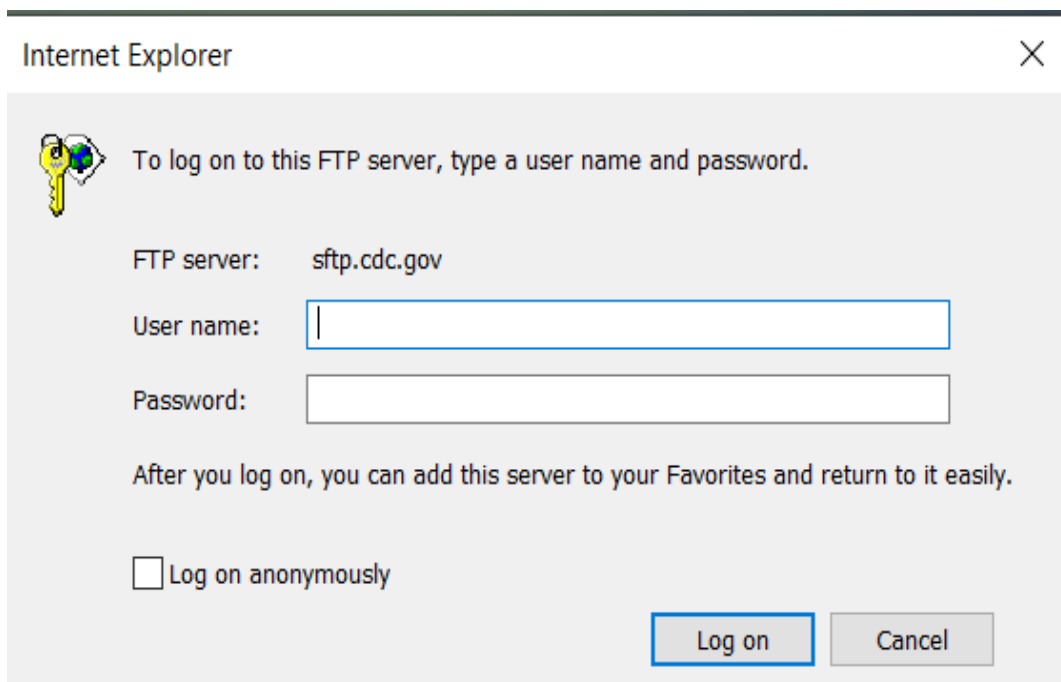 Internet Explorer
To log on to this FTP server, type a user name and password.
FTP server: sftp.cdc.gov
User name:
Password:
After you log on, you can add this server to your Favorites and return to it easily.
Log on anonymously
Log on Cancel